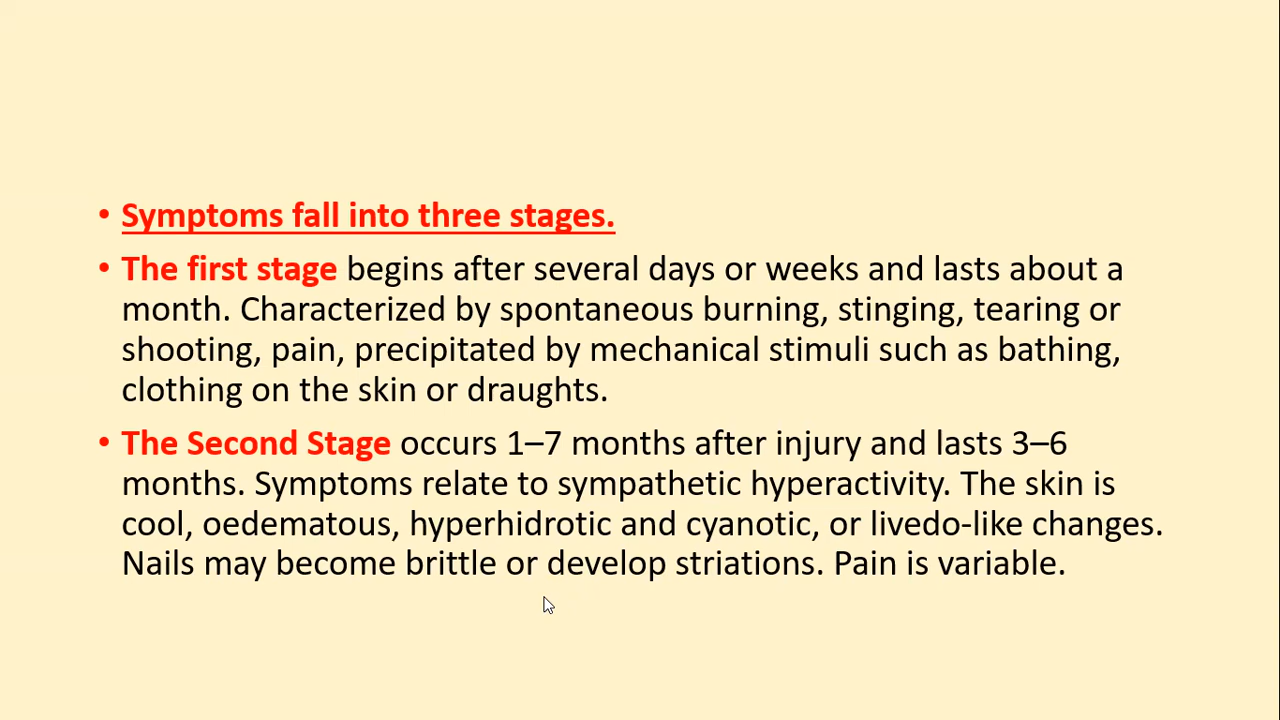 • Symptoms fall into three stages.
• The first stage begins after several days or weeks and lasts about a
month. Characterized by spontaneous burning, stinging, tearing or
shooting, pain, precipitated by mechanical stimuli such as bathing,
clothing on the skin or draughts.
• The Second Stage occurs 1–7 months after injury and lasts 3–6
months. Symptoms relate to sympathetic hyperactivity. The skin is
cool, oedematous, hyperhidrotic and cyanotic, or livedo-like changes.
Nails may become brittle or develop striations. Pain is variable.